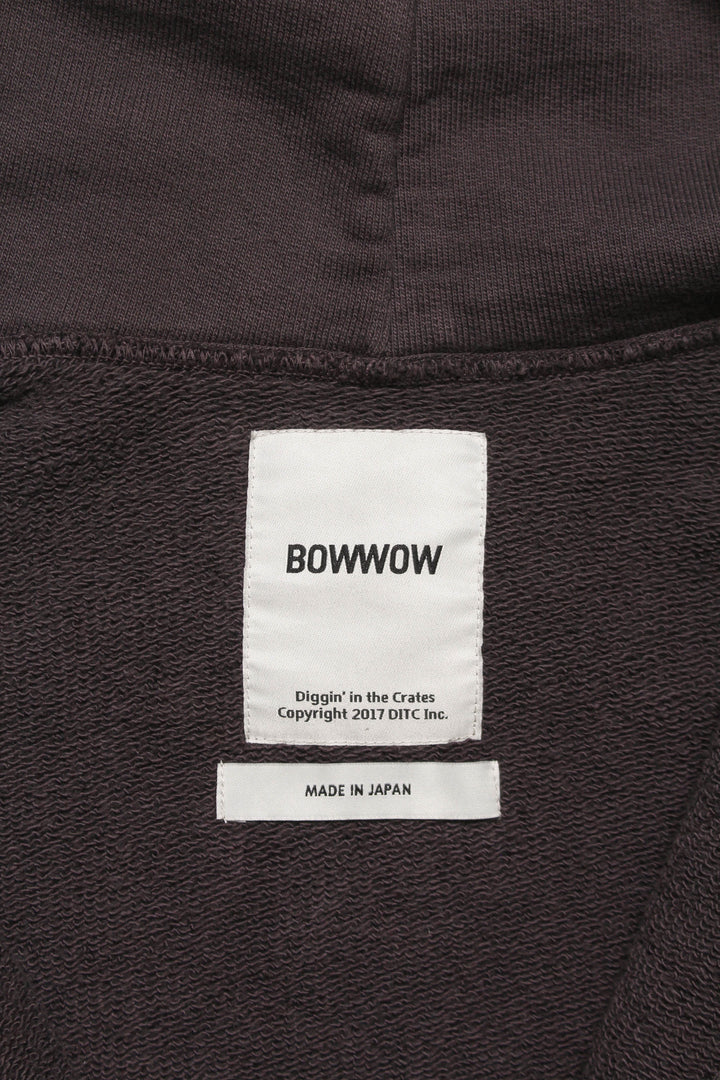 BOWWOW
Diggin' in the Crates
Copyright 2017 DITC Inc.
MADE IN JAPAN